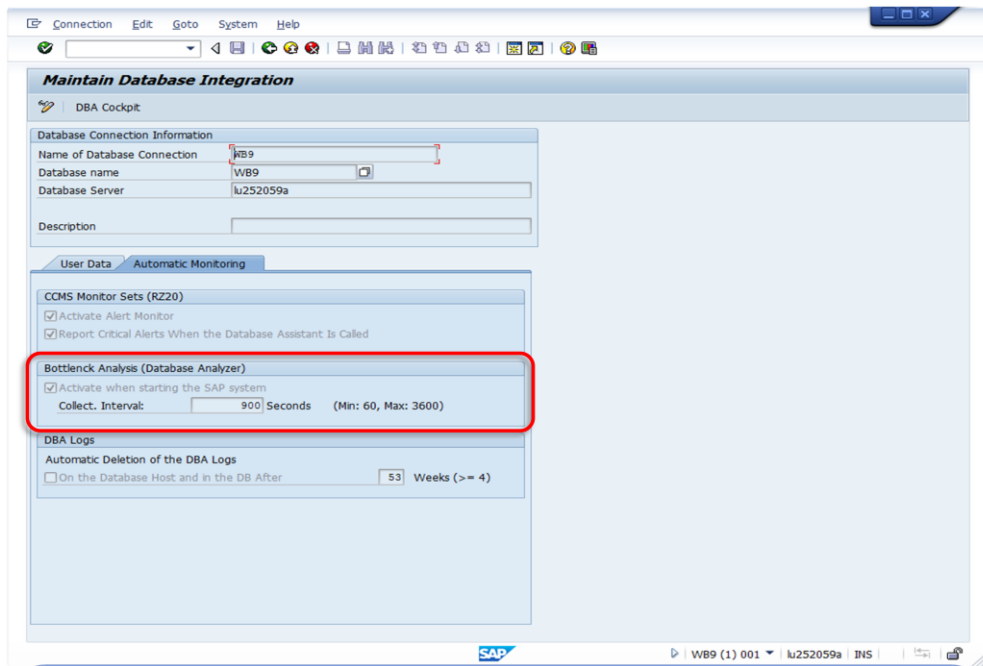 Connection Edit Goto System Help
Maintain Database Integration
DBA Cockpit
Database Connection Information
Name of Database Connection WB9
Database name WB9
Database Server lu252059a
Description
User Data Automatic Monitoring
CCMS Monitor Sets (RZ20)
Activate Alert Monitor
Report Critical Alerts When the Database Assistant Is Called
Bottlenck Analysis (Database Analyzer)
Activate when starting the SAP system
Collect. Interval: 900 Seconds (Min: 60, Max: 3600)
DBA Logs
Automatic Deletion of the DBA Logs
On the Database Host and in the DB After 53 Weeks (>= 4)
SAP WB9 (1) 001 lu252059a INS